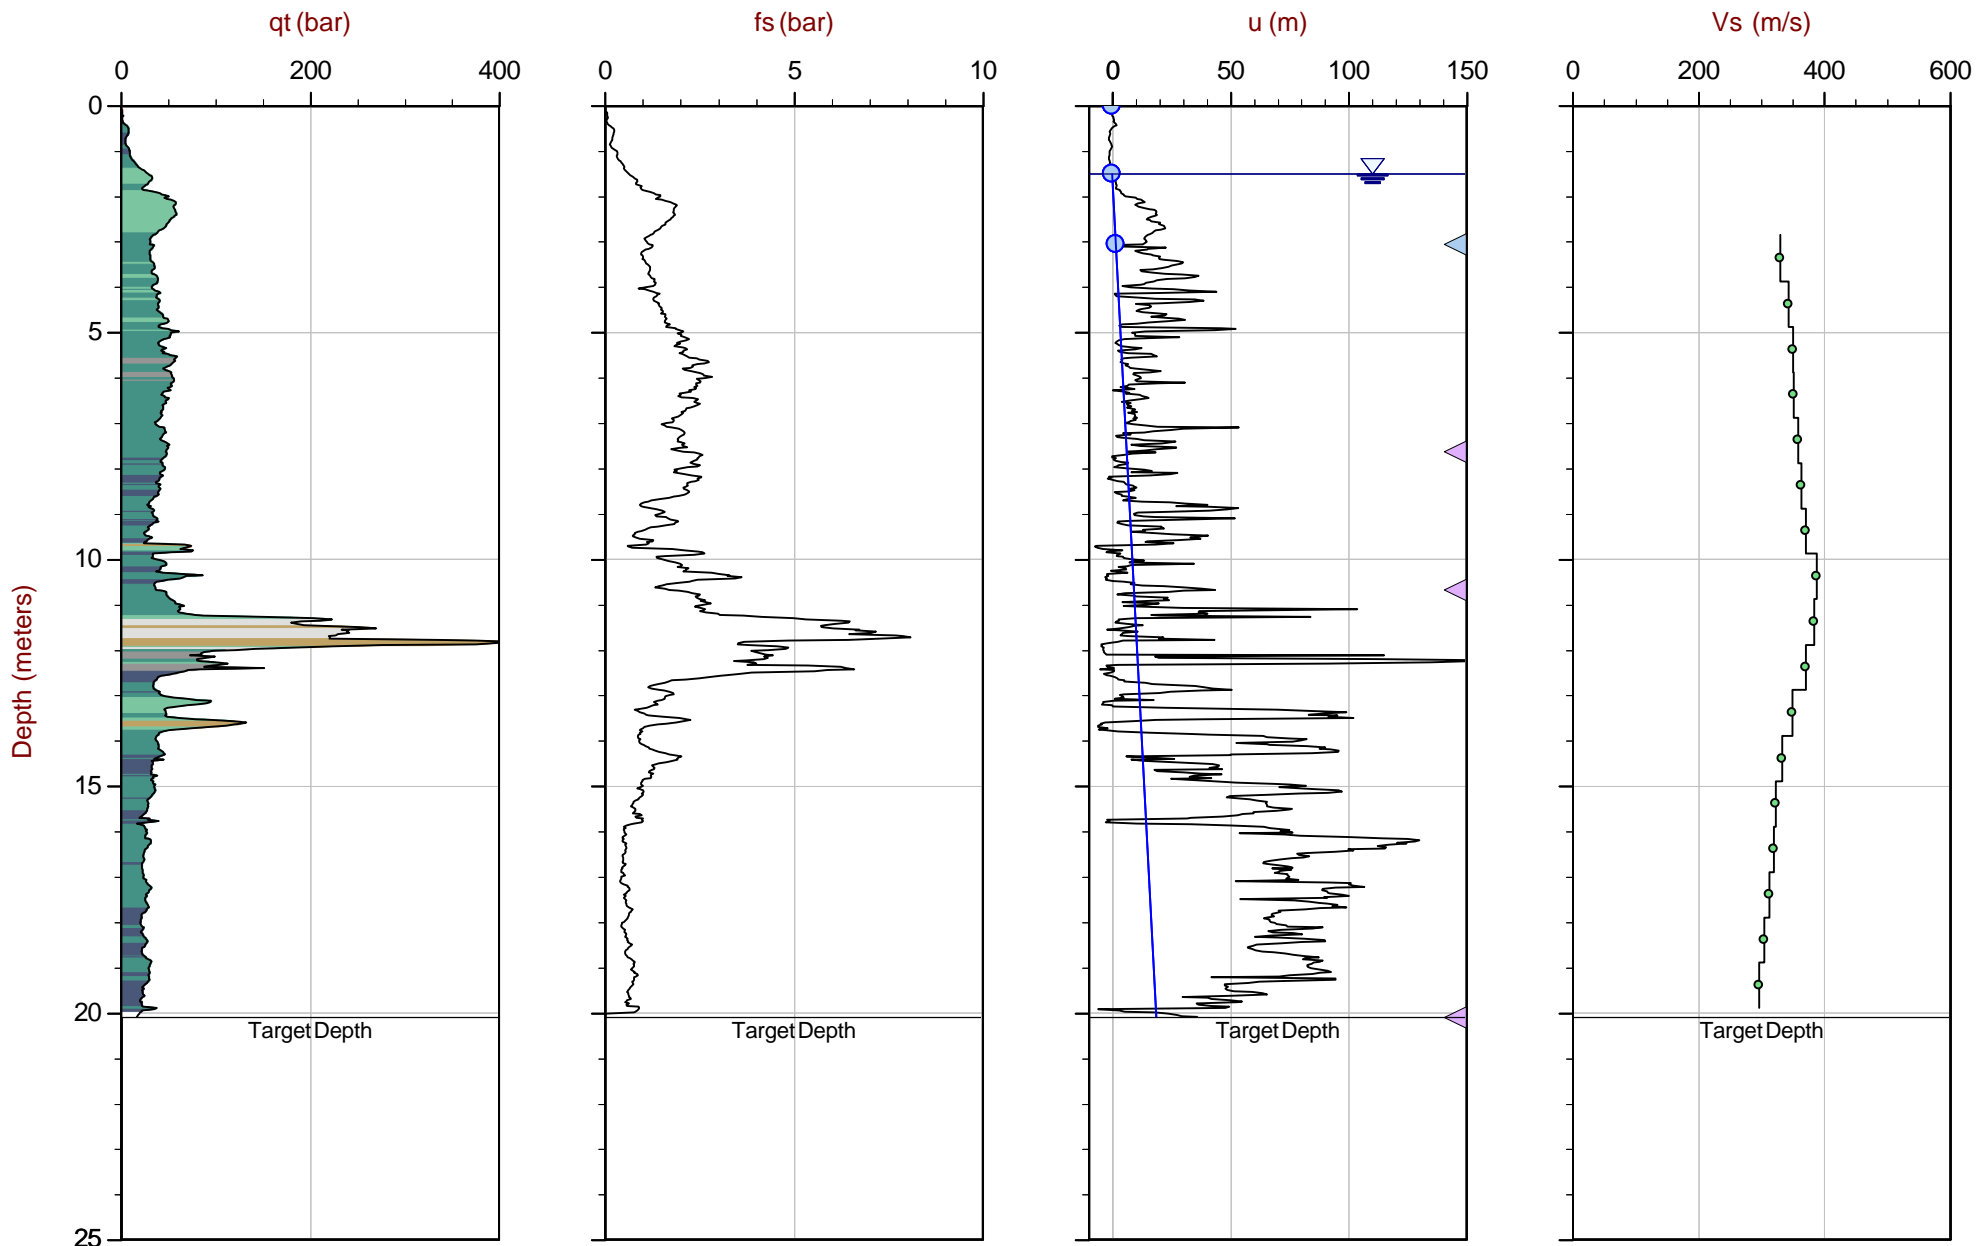 qt (bar) fs (bar) u (m) Vs (m/s)
0 200 400 0 5 10 0 50 100 150 0 200 400 600
0
5
10
Depth (meters)
15
20
Target Depth Target Depth Target Depth Target Depth
25